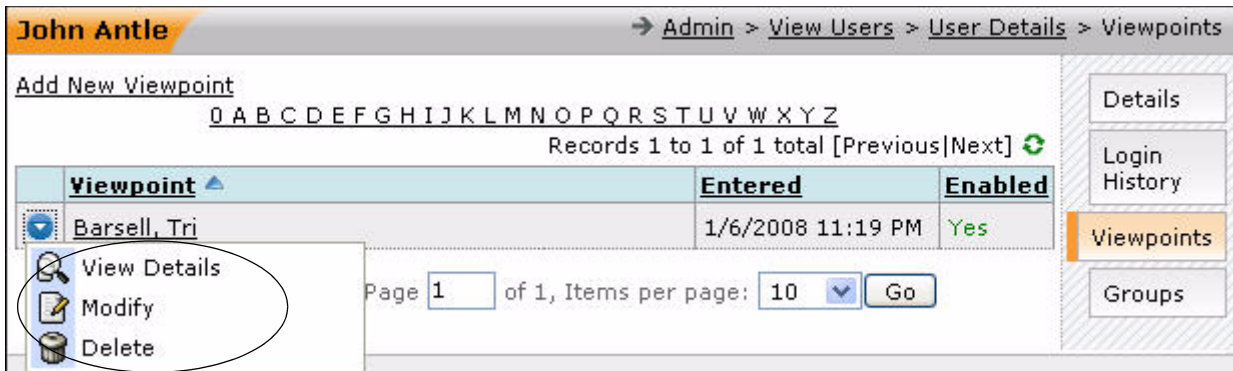 John Antle
→ Admin > View Users > User Details > Viewpoints
Add New Viewpoint
0 A B C D E F G H I J K L M N O P Q R S T U V W X Y Z
Records 1 to 1 of 1 total [Previous|Next]
Viewpoint Entered Enabled
Barsell, Tri 1/6/2008 11:19 PM Yes
View Details
Modify
Delete
Page 1 of 1, Items per page: 10 Go
Details
Login
History
Viewpoints
Groups